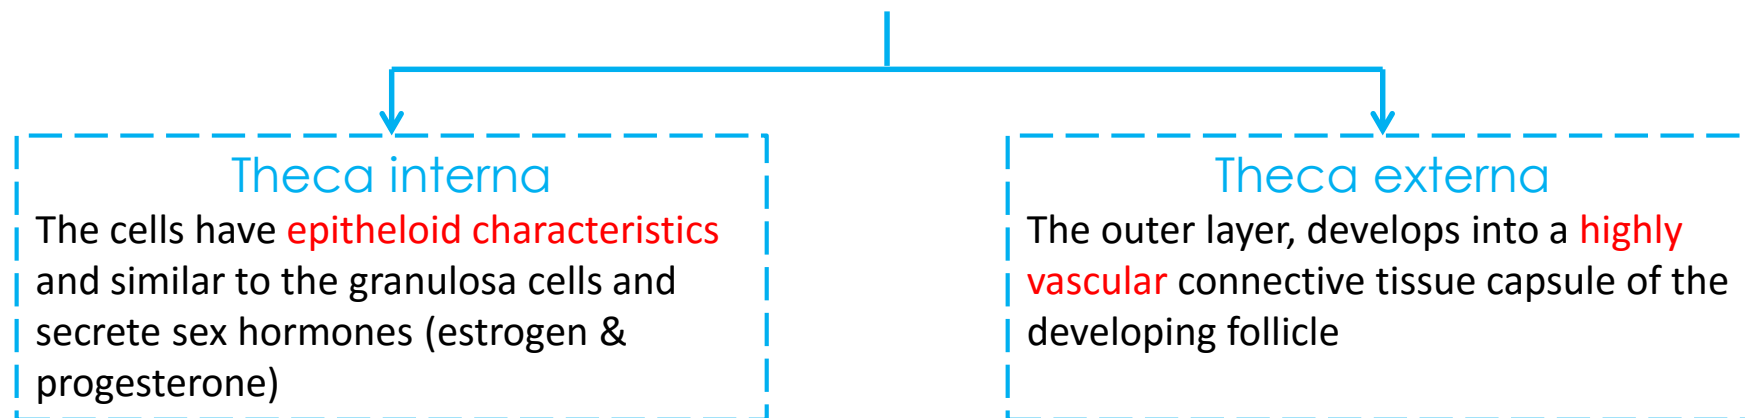 Theca interna
The cells have epitheloid characteristics
and similar to the granulosa cells and
secrete sex hormones (estrogen &
progesterone)
Theca externa
The outer layer, develops into a highly
vascular connective tissue capsule of the
developing follicle